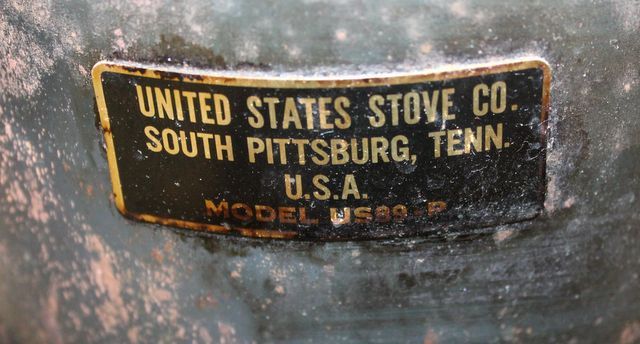 UNITED STATES STOVE CO.
SOUTH PITTSBURG, TENN.
U.S.A.
MODEL